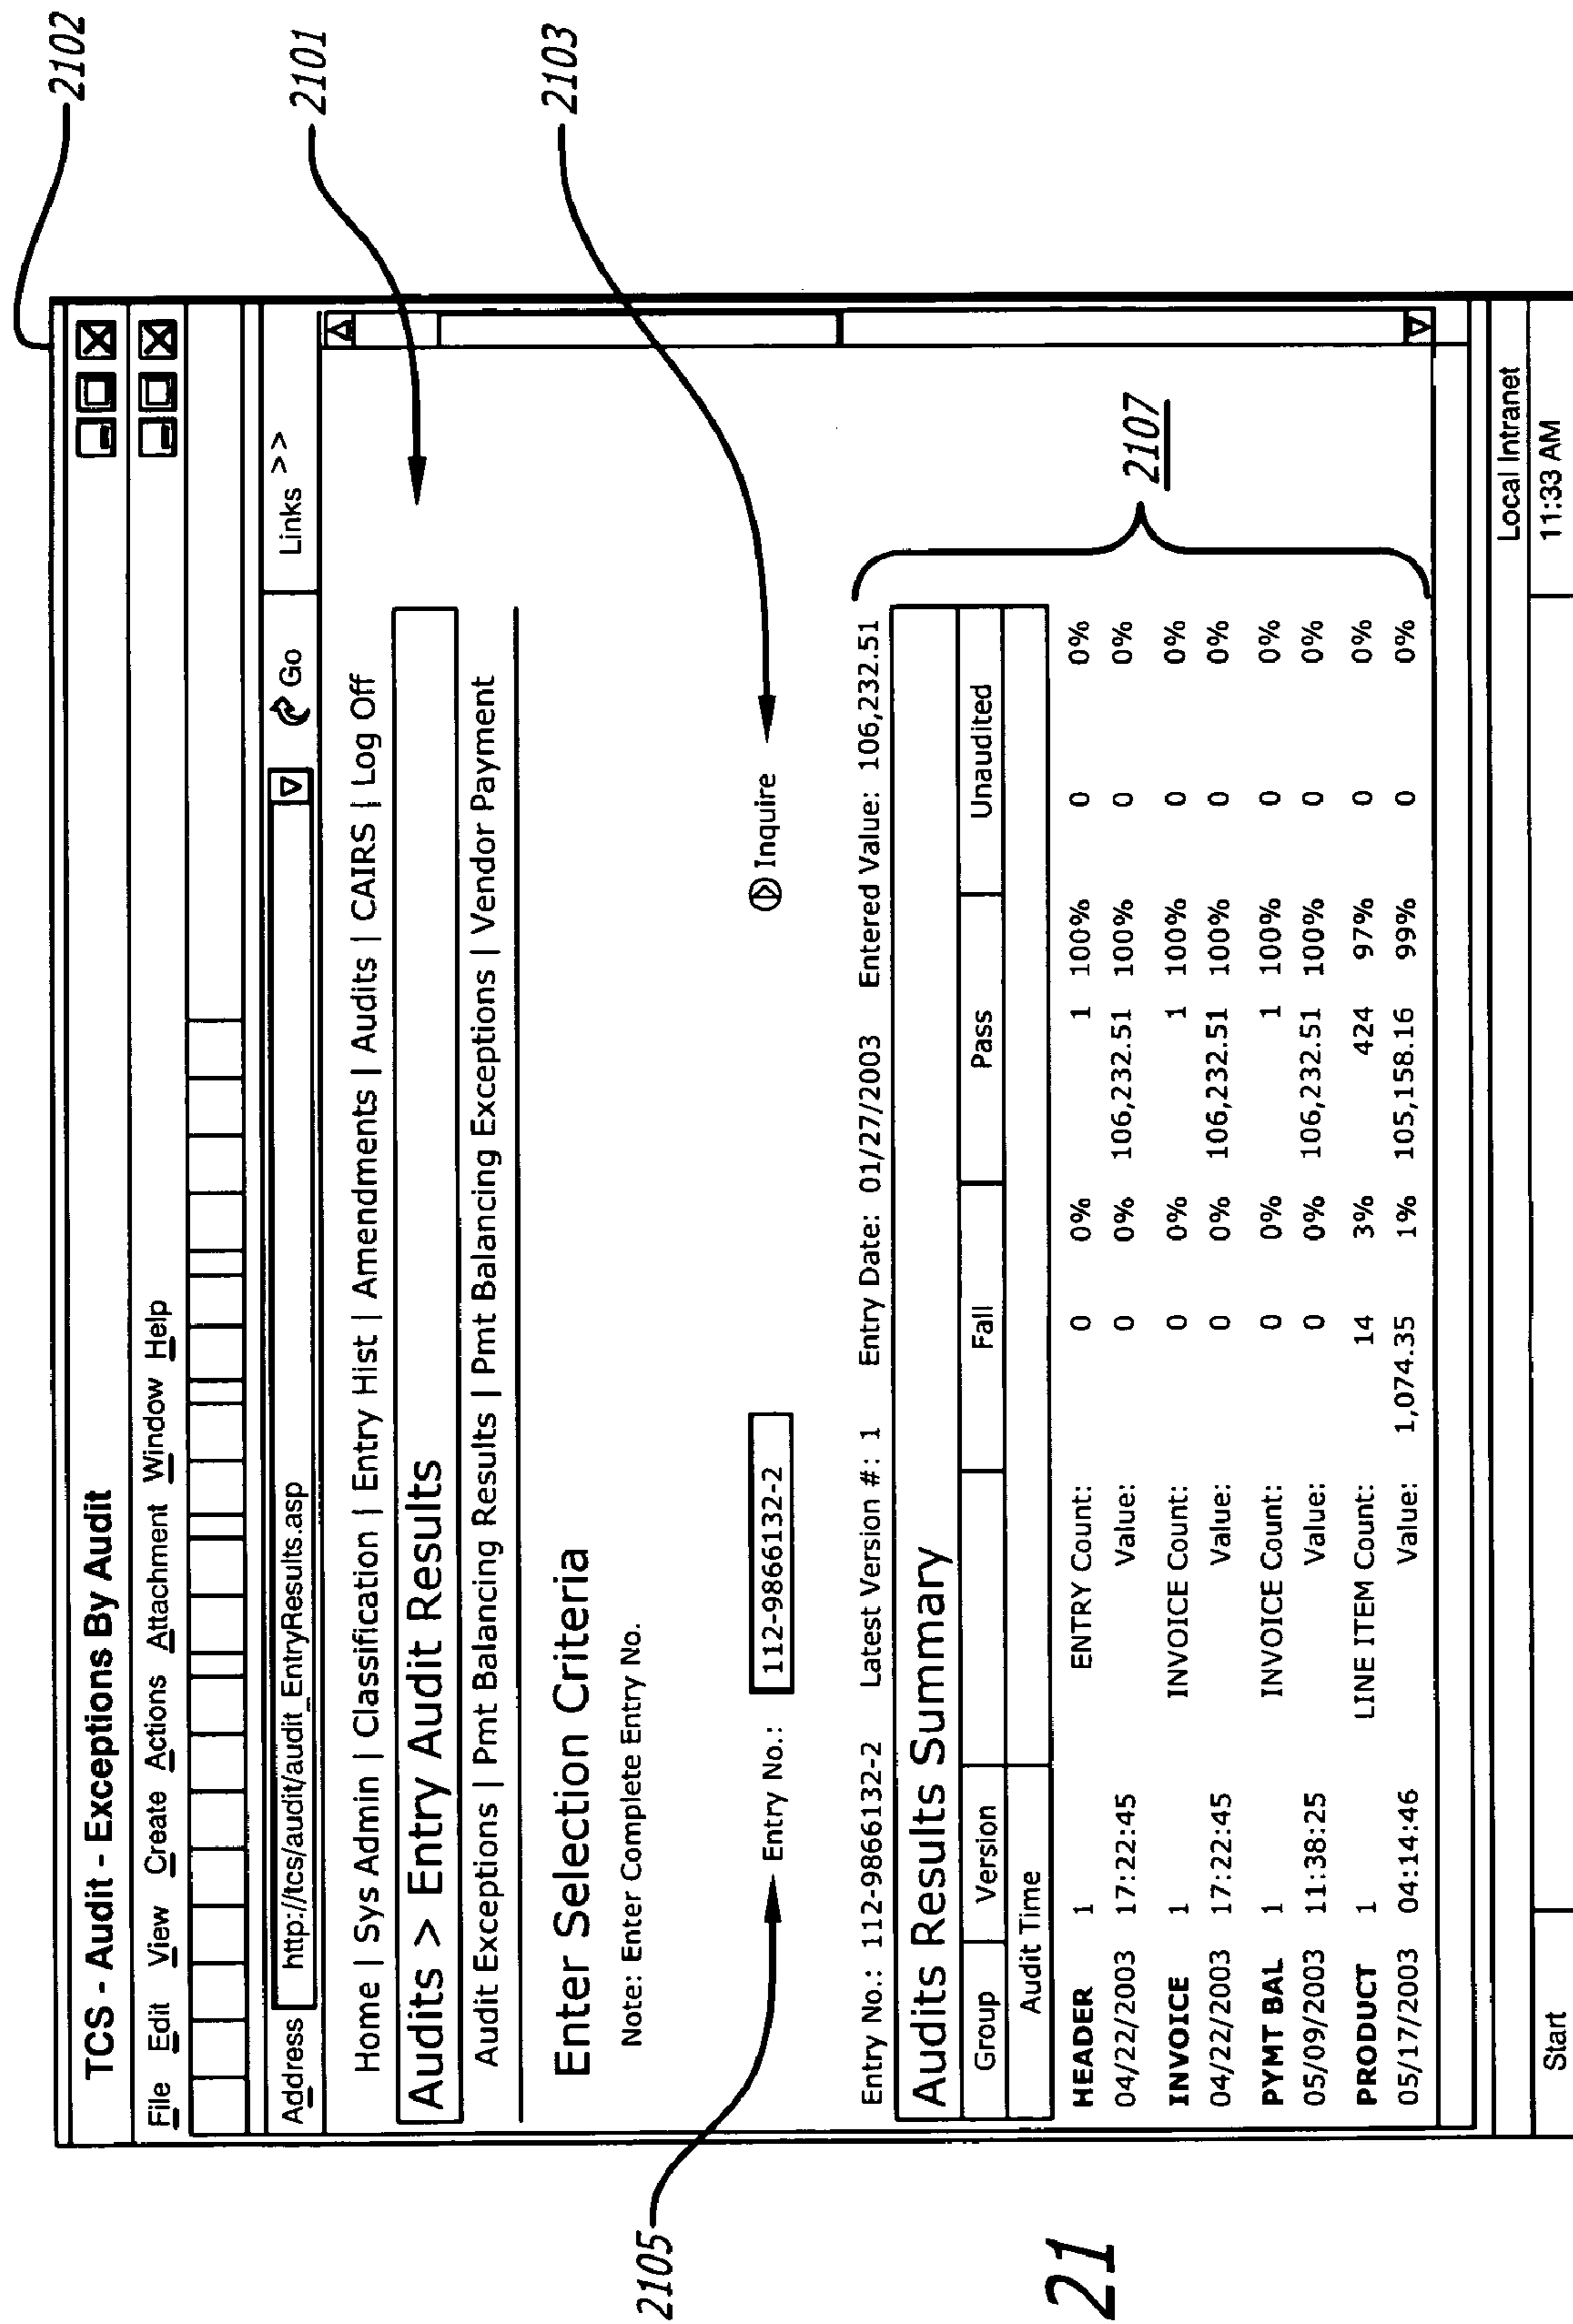 2102
TCS - Audit - Exceptions By Audit
File Edit View Create Actions Attachment Window Help
Address http://tcs/audit/audit_EntryResults.asp Go Links >>
2101
Home | Sys Admin | Classification | Entry Hist | Amendments | Audits | CAIRS | Log Off
Audits > Entry Audit Results
Audit Exceptions | Pmt Balancing Results | Pmt Balancing Exceptions | Vendor Payment
2103
Enter Selection Criteria
Note: Enter Complete Entry No.
2105
Entry No.: 112-9866132-2 Inquire
Entry No.: 112-9866132-2 Latest Version #: 1 Entry Date: 01/27/2003 Entered Value: 106,232.51
Audits Results Summary
Group Version Fall Pass Unaudited
Audit Time
2107
HEADER 1 ENTRY Count: 0 0% 1 100% 0 0%
04/22/2003 17:22:45 Value: 0 0% 106,232.51 100% 0 0%
INVOICE 1 INVOICE Count: 0 0% 1 100% 0 0%
04/22/2003 17:22:45 Value: 0 0% 106,232.51 100% 0 0%
PYMT BAL 1 INVOICE Count: 0 0% 1 100% 0 0%
05/09/2003 11:38:25 Value: 0 0% 106,232.51 100% 0 0%
PRODUCT 1 LINE ITEM Count: 14 3% 424 97% 0 0%
05/17/2003 04:14:46 Value: 1,074.35 1% 105,158.16 99% 0 0%
Local Intranet
Start 11:33 AM
21